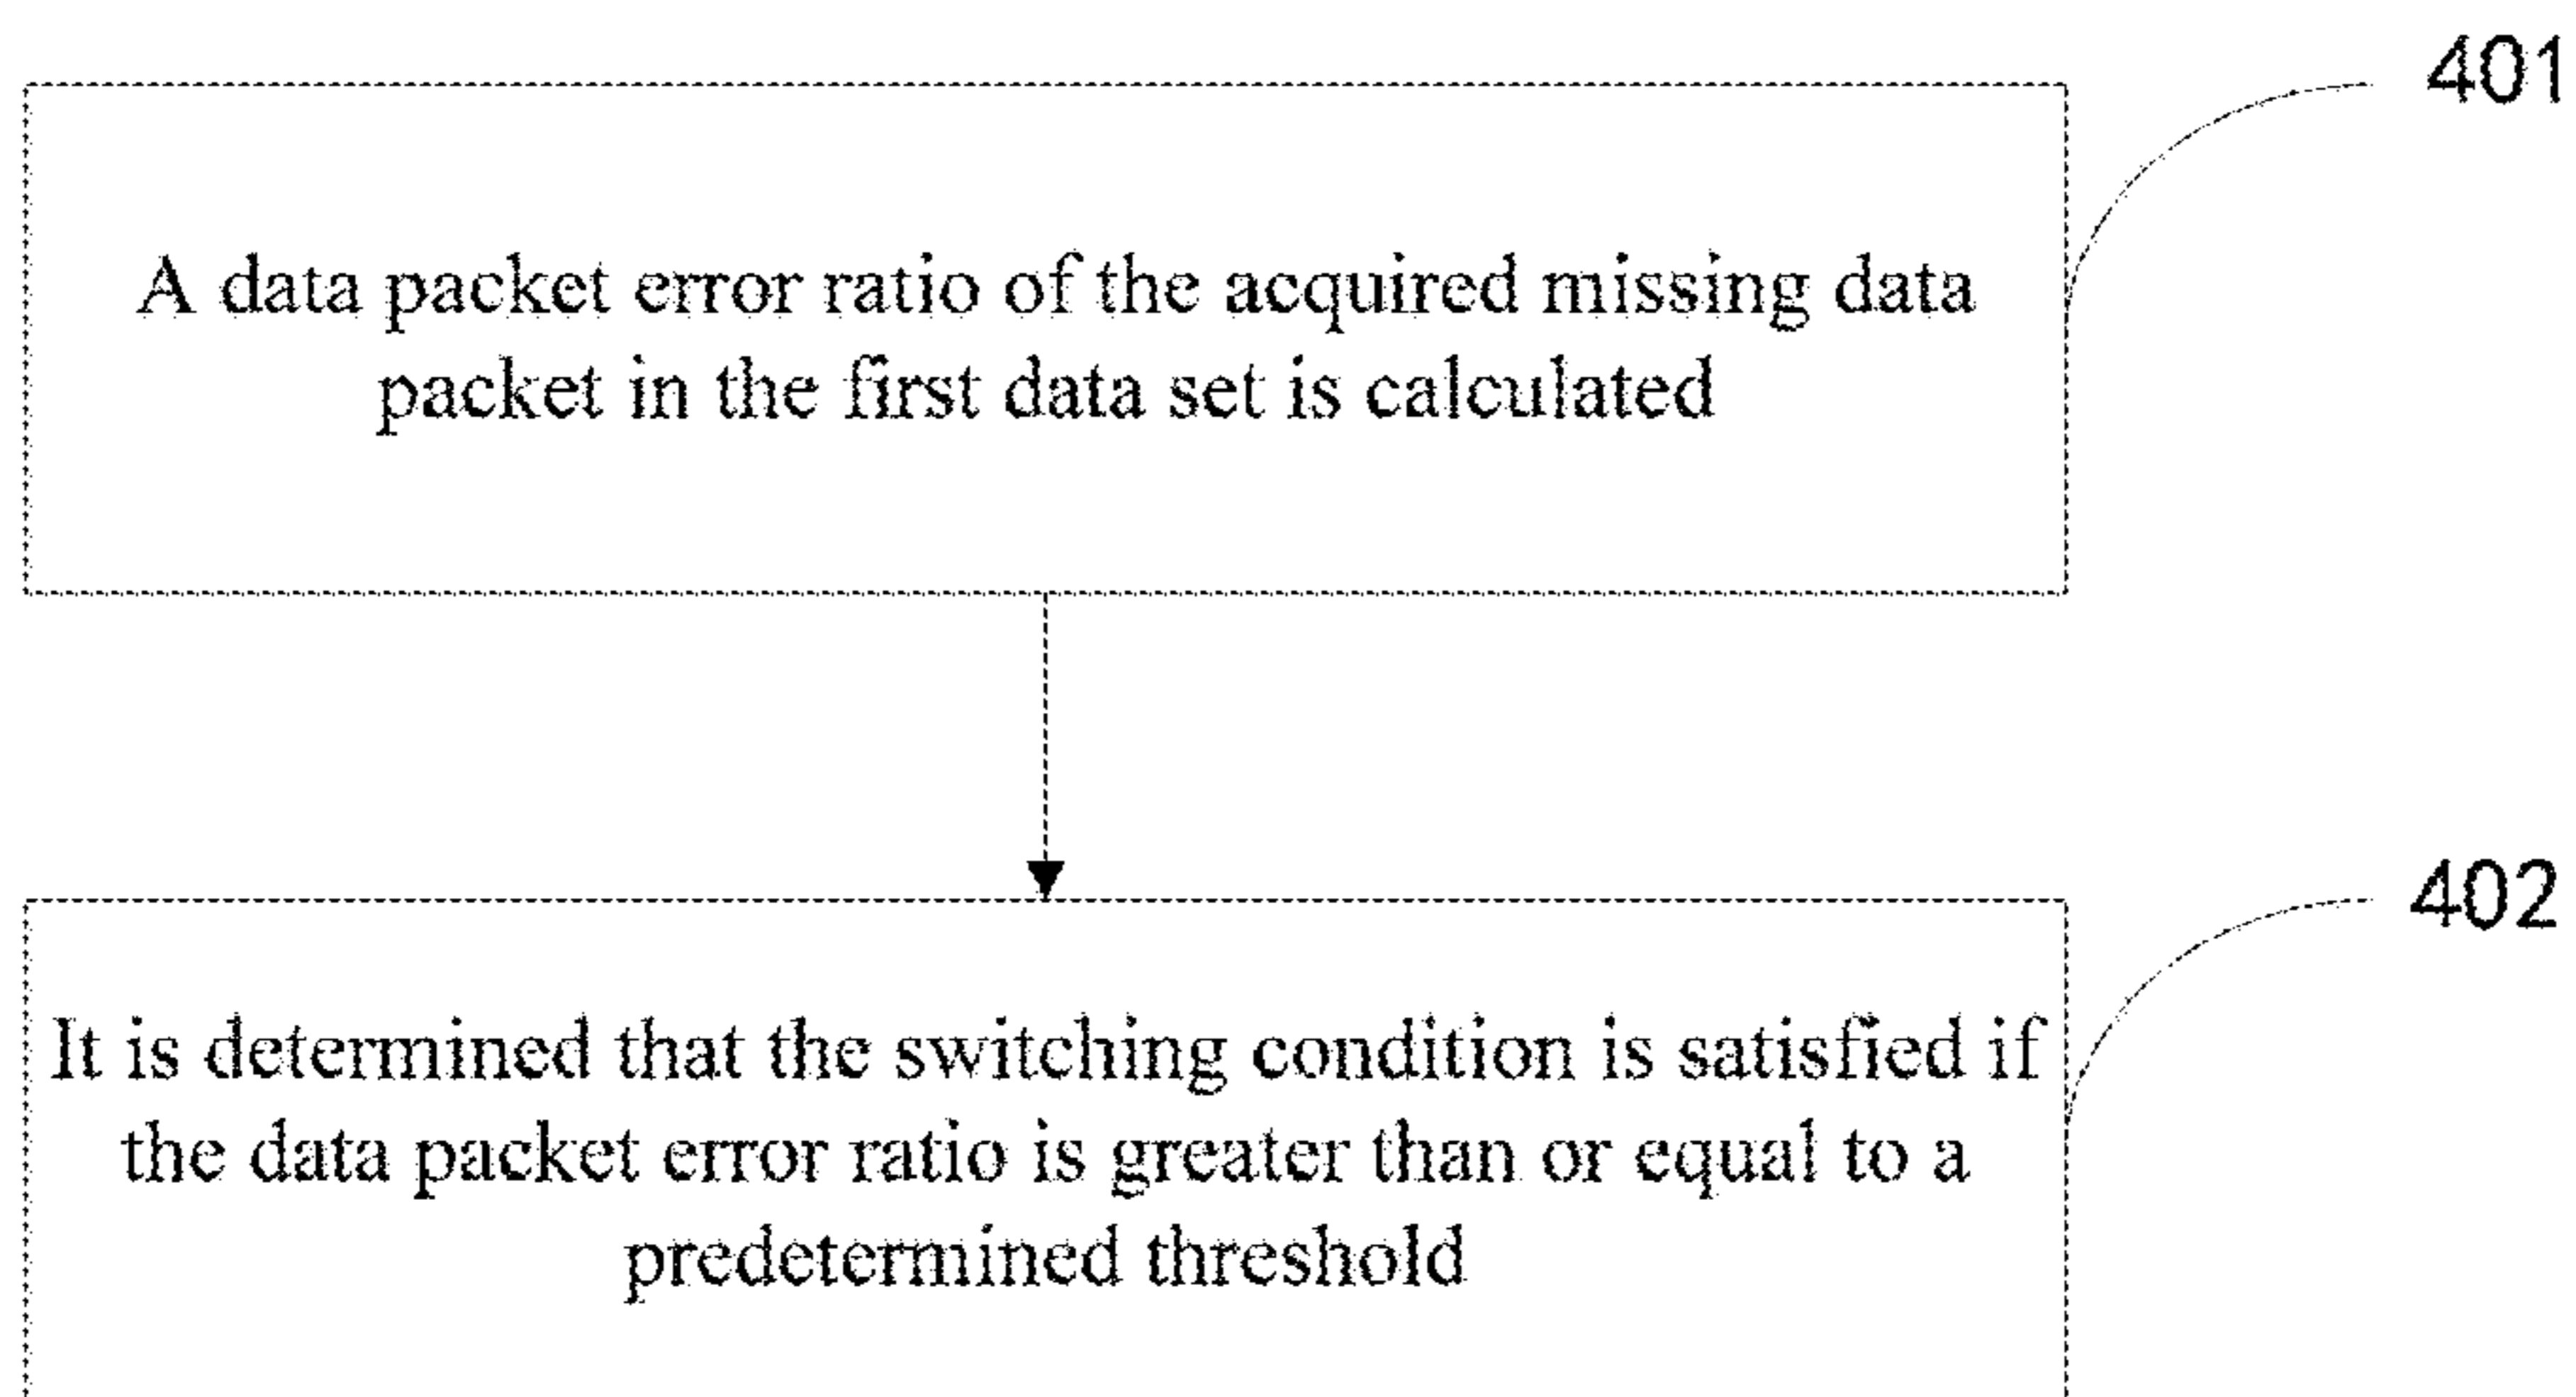 401
A data packet error ratio of the acquired missing data
packet in the first data set is calculated
402
It is determined that the switching condition is satisfied if
the data packet error ratio is greater than or equal to a
predetermined threshold